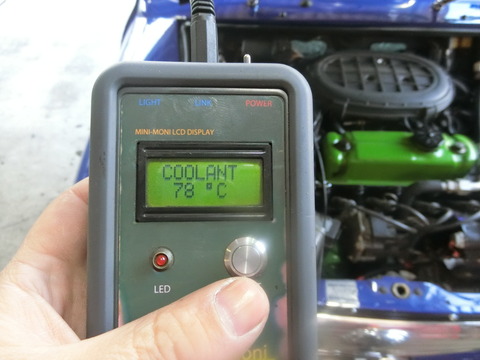 LIGHT LINK POWER
MINI-MONI LCD DISPLAY
COOLANT
78 °C
LED